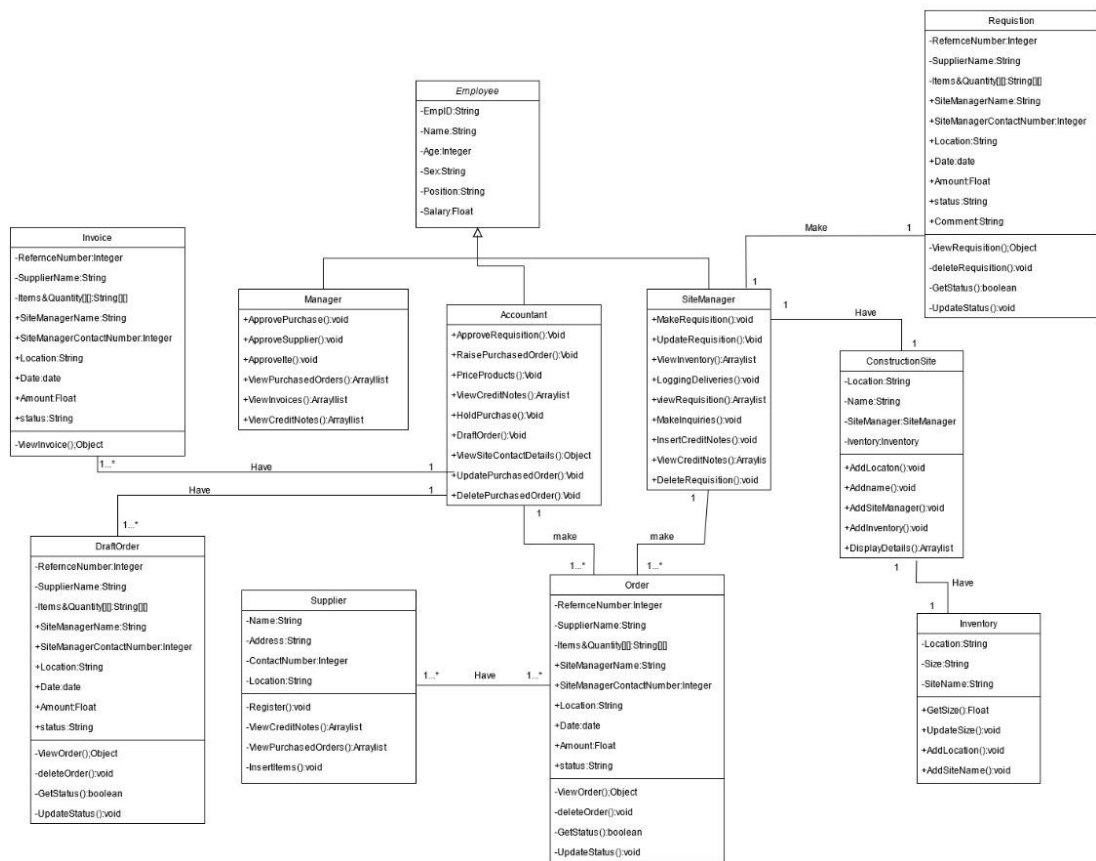 Requistion
-RefernceNumber:Integer
-SupplierName:String
-Items&Quantity[][]:String[][]
+SiteManagerName:String
+SiteManagerContactNumber:Integer
+Location:String
+Date:date
+Amount:Float
+status:String
+Comment:String
-ViewRequisition();Object
-deleteRequisition():void
-GetStatus():boolean
-UpdateStatus():void
Employee
-EmpID:String
-Name:String
-Age:Integer
-Sex:String
-Position:String
-Salary:Float
Make
1
1
Invoice
-RefernceNumber:Integer
-SupplierName:String
-Items&Quantity[][]:String[][]
+SiteManagerName:String
+SiteManagerContactNumber:Integer
+Location:String
+Date:date
+Amount:Float
+status:String
-ViewInvoice();Object
Manager
+ApprovePurchase():void
+ApproveSupplier():void
+ApproveIte():void
+ViewPurchasedOrders():Arrayllist
+ViewInvoices():Arrayllist
+ViewCreditNotes():Arrayllist
Accountant
+ApproveRequisition():Void
+RaisePurchasedOrder():Void
+PriceProducts():Void
+ViewCreditNotes():Arraylist
+HoldPurchase():Void
+DraftOrder():Void
+ViewSiteContactDetails():Object
+UpdatePurchasedOrder():Void
+DeletePurchasedOrder():Void
SiteManager
+MakeRequisition():void
+UpdateRequisition():Void
+ViewInventory():Arraylist
+LoggingDeliveries():void
+viewRequisition():Arraylist
+MakeInquiries():void
+InsertCreditNotes():void
+ViewCreditNotes():Arraylis
+DeleteRequisition():void
1
Have
1
ConstructionSite
-Location:String
-Name:String
-SiteManager:SiteManager
-Iventory:Inventory
+AddLocaton():void
+Addname():void
+AddSiteManager():void
+AddInventory():void
+DisplayDetails():Arraylist
1...*
Have
1
Have
1
1...*
1
make
1...*
1
make
1...*
1
Have
1
DraftOrder
-RefernceNumber:Integer
-SupplierName:String
-Items&Quantity[][]:String[][]
+SiteManagerName:String
+SiteManagerContactNumber:Integer
+Location:String
+Date:date
+Amount:Float
+status:String
-ViewOrder();Object
-deleteOrder():void
-GetStatus():boolean
-UpdateStatus():void
Supplier
-Name:String
-Address:String
-ContactNumber:Integer
-Location:String
-Register():void
-ViewCreditNotes():Arraylist
-ViewPurchasedOrders():Arraylist
-InsertItems():void
1...*
Have
1...*
Order
-RefernceNumber:Integer
-SupplierName:String
-Items&Quantity[][]:String[][]
+SiteManagerName:String
+SiteManagerContactNumber:Integer
+Location:String
+Date:date
+Amount:Float
+status:String
-ViewOrder();Object
-deleteOrder():void
-GetStatus():boolean
-UpdateStatus():void
Inventory
-Location:String
-Size:String
-SiteName:String
+GetSize():Float
+UpdateSize():void
+AddLocation():void
+AddSiteName():void